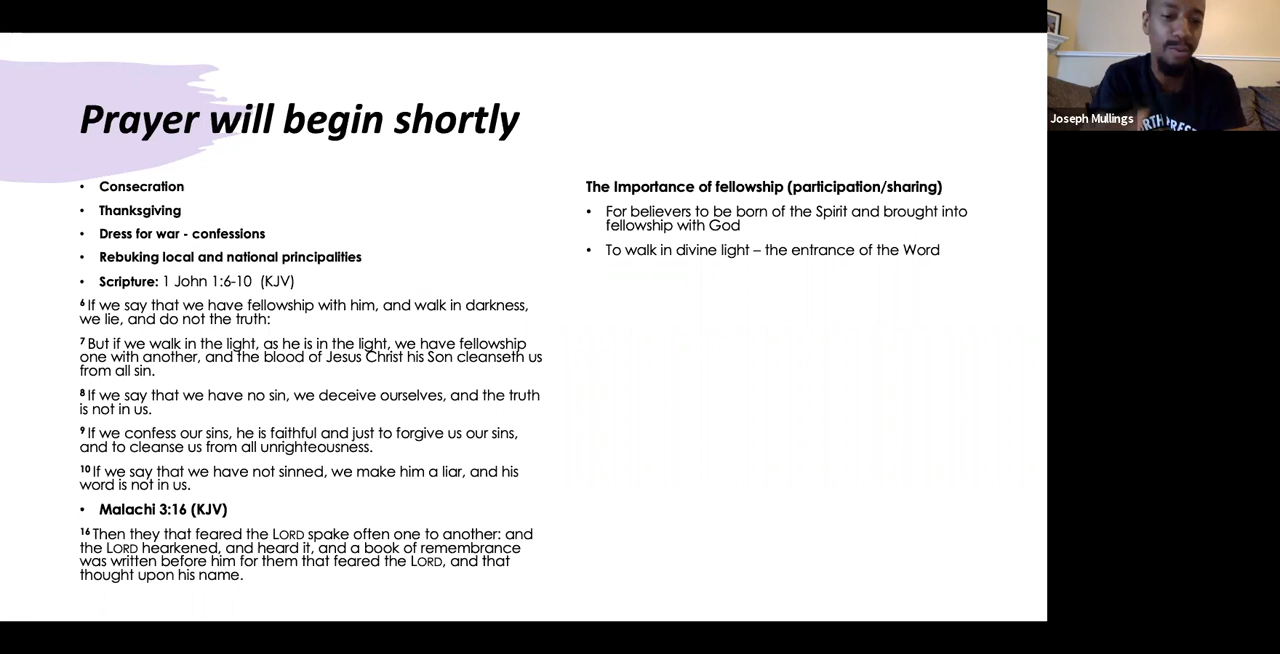 Prayer will begin shortly
• Consecration
• Thanksgiving
• Dress for war - confessions
• Rebuking local and national principalities
• Scripture: 1 John 1:6-10 (KJV)
6 If we say that we have fellowship with him, and walk in darkness,
we lie, and do not the truth:
7 But if we walk in the light, as he is in the light, we have fellowship
one with another, and the blood of Jesus Christ his Son cleanseth us
from all sin.
8 If we say that we have no sin, we deceive ourselves, and the truth
is not in us.
9 If we confess our sins, he is faithful and just to forgive us our sins,
and to cleanse us from all unrighteousness.
10 If we say that we have not sinned, we make him a liar, and his
word is not in us.
• Malachi 3:16 (KJV)
16 Then they that feared the LORD spake often one to another: and
the LORD hearkened, and heard it, and a book of remembrance
was written before him for them that feared the LORD, and that
thought upon his name.
The Importance of fellowship (participation/sharing)
• For believers to be born of the Spirit and brought into
fellowship with God
• To walk in divine light – the entrance of the Word
Joseph Mullings